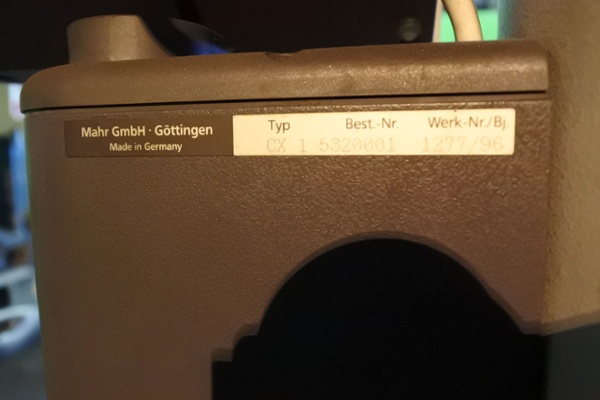 Mahr GmbH · Göttingen
Made in Germany
Typ Best.-Nr. Werk-Nr./Bj
CX 1 5320001 1277/96